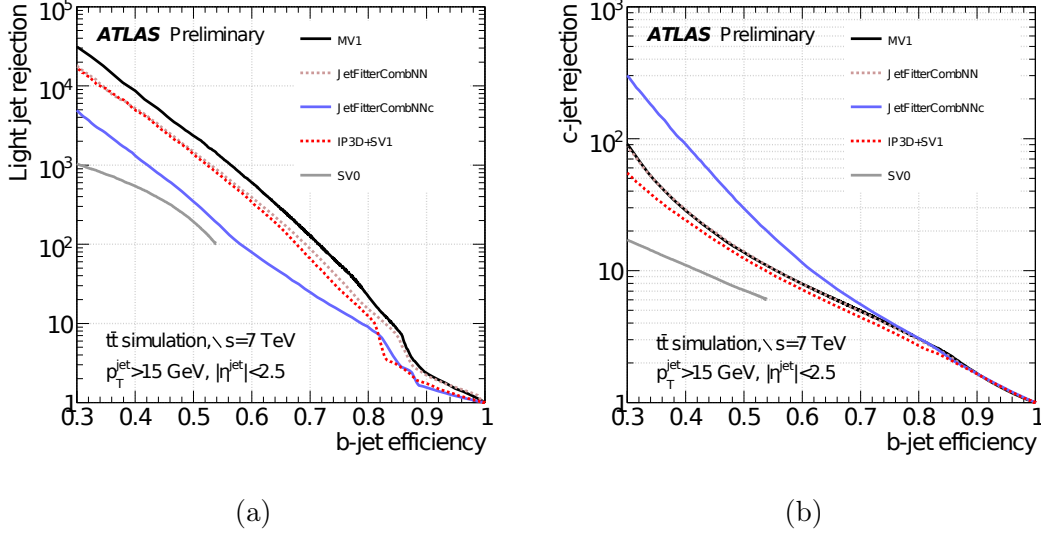 ATLAS Preliminary
MV1
JetFitterCombNN
JetFitterCombNNc
IP3D+SV1
SV0
Light jet rejection
10^5
10^4
10^3
10^2
10
1
tt̄ simulation,∖s=7 TeV
p_T^jet>15 GeV, |η^jet|<2.5
0.3 0.4 0.5 0.6 0.7 0.8 0.9 1
b-jet efficiency
(a)
ATLAS Preliminary
MV1
JetFitterCombNN
JetFitterCombNNc
IP3D+SV1
SV0
c-jet rejection
10^3
10^2
10
1
tt̄ simulation,∖s=7 TeV
p_T^jet>15 GeV, |η^jet|<2.5
0.3 0.4 0.5 0.6 0.7 0.8 0.9 1
b-jet efficiency
(b)